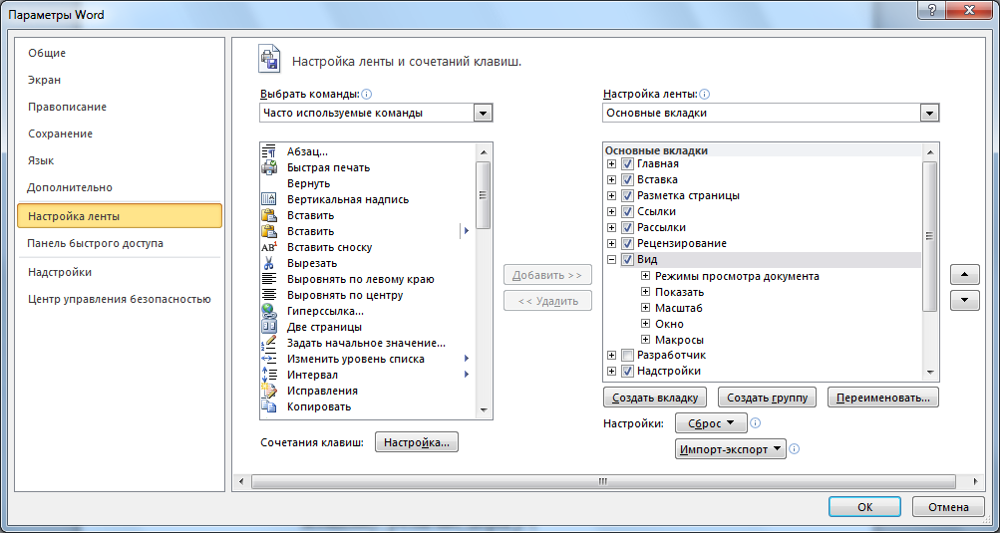 Параметры Word
Общие
Экран
Правописание
Сохранение
Язык
Дополнительно
Настройка ленты
Панель быстрого доступа
Надстройки
Центр управления безопасностью
Настройка ленты и сочетаний клавиш.
Выбрать команды:
Часто используемые команды
Абзац...
Быстрая печать
Вернуть
Вертикальная надпись
Вставить
Вставить
Вставить сноску
Вырезать
Выровнять по левому краю
Выровнять по центру
Гиперссылка...
Две страницы
Задать начальное значение...
Изменить уровень списка
Интервал
Исправления
Копировать
Сочетания клавиш: Настройка...
Добавить >>
<< Удалить
Настройка ленты:
Основные вкладки
Основные вкладки
Главная
Вставка
Разметка страницы
Ссылки
Рассылки
Рецензирование
Вид
Режимы просмотра документа
Показать
Масштаб
Окно
Макросы
Разработчик
Надстройки
Создать вкладку Создать группу Переименовать...
Настройки: Сброс
Импорт-экспорт
ОК Отмена